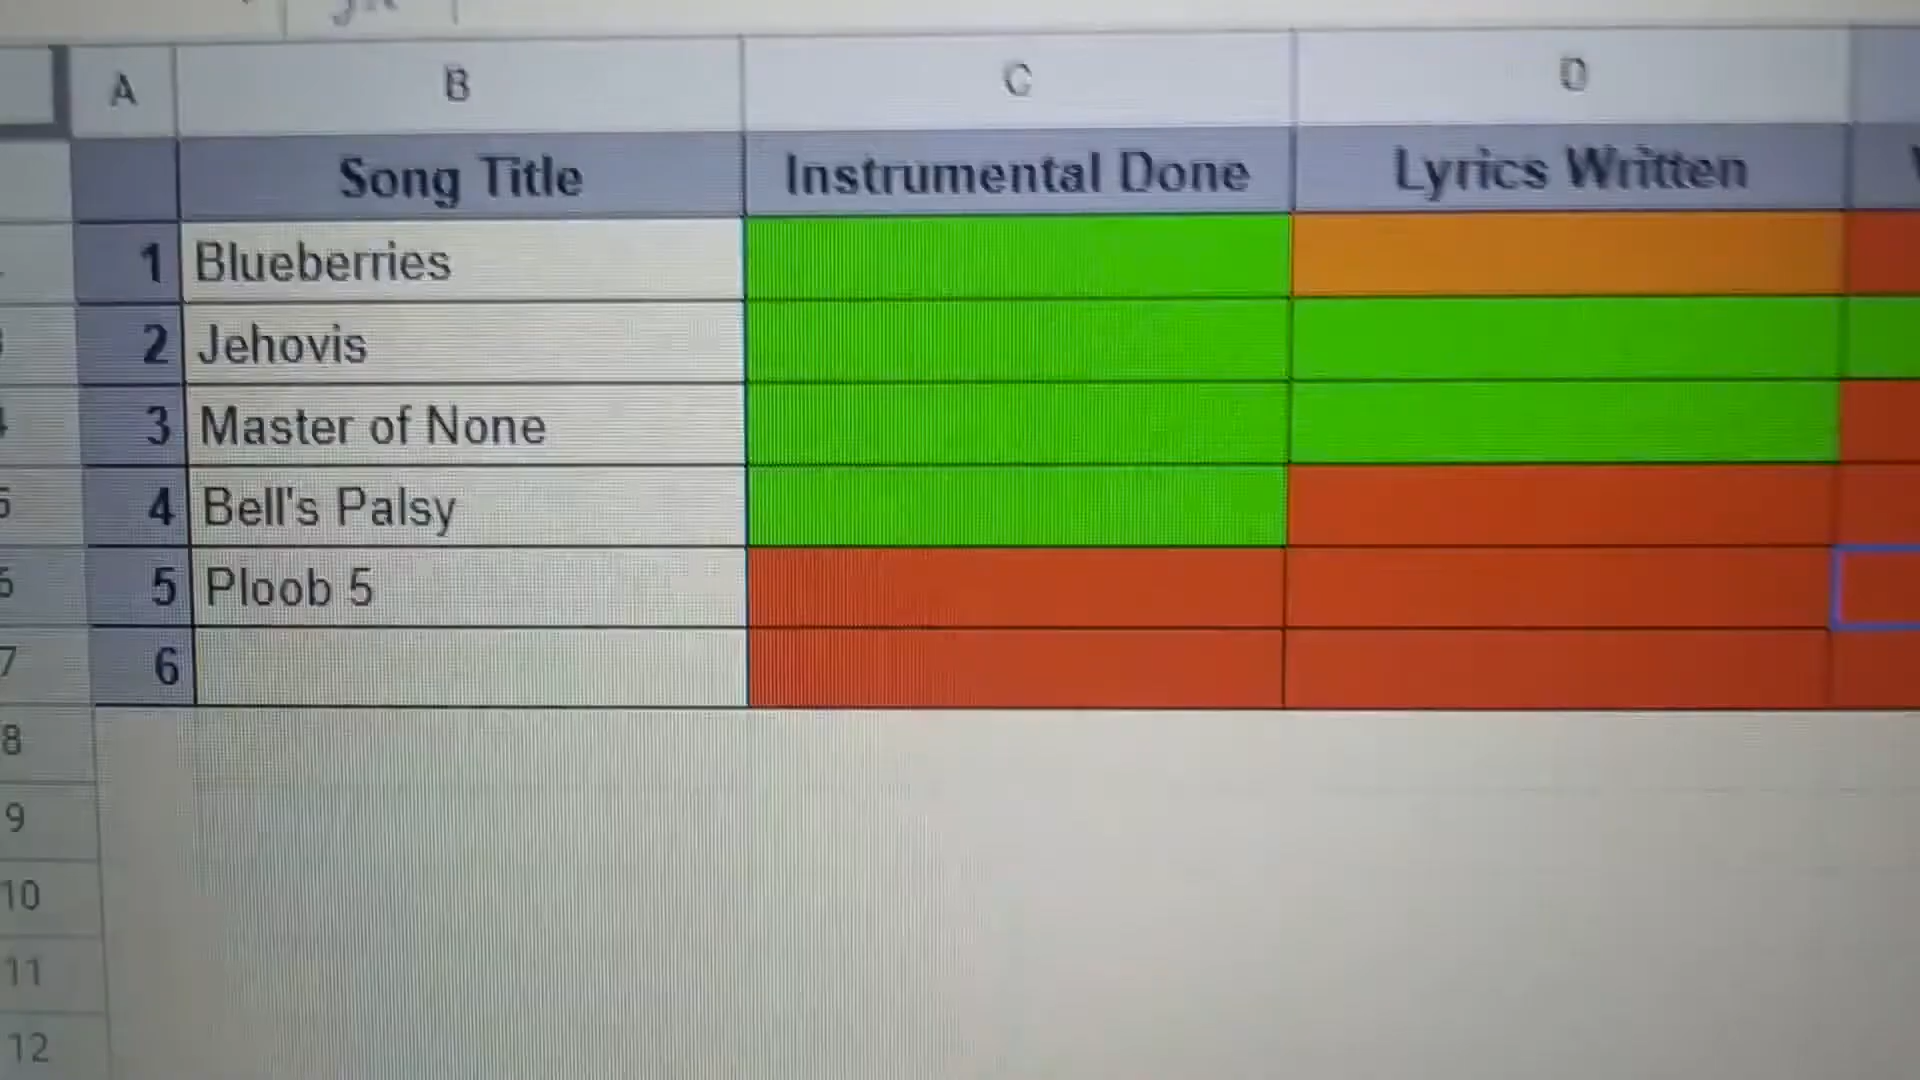 A B C D
Song Title Instrumental Done Lyrics Written
1 Blueberries
2 Jehovis
3 Master of None
4 Bell's Palsy
5 Ploob 5
6
7
8
9
10
11
12